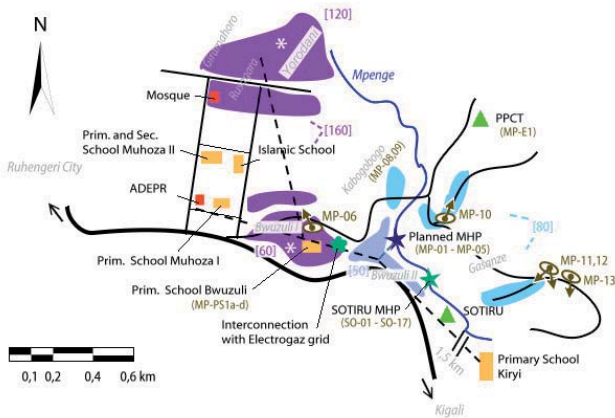 N
[120]
Gatamahoro
Yorodani
Ruhengara
Mpenge
Mosque
[160]
PPCT
(MP-E1)
Prim. and Sec.
School Muhoza II
Islamic School
Kabogobogo
(MP-08,09)
Ruhengeri City
ADEPR
MP-06
MP-10
[80]
Bwuzuli I
Planned MHP
(MP-01 - MP-05)
Gasanze
MP-11,12
MP-13
Prim. School Muhoza I
[60]
[90]
Bwuzuli II
Prim. School Bwuzuli
(MP-PS1a-d)
SOTIRU MHP
(SO-01 - SO-17)
SOTIRU
Interconnection
with Electrogaz grid
1,5 km
Primary School
Kiryi
0,1 0,2 0,4 0,6 km
Kigali